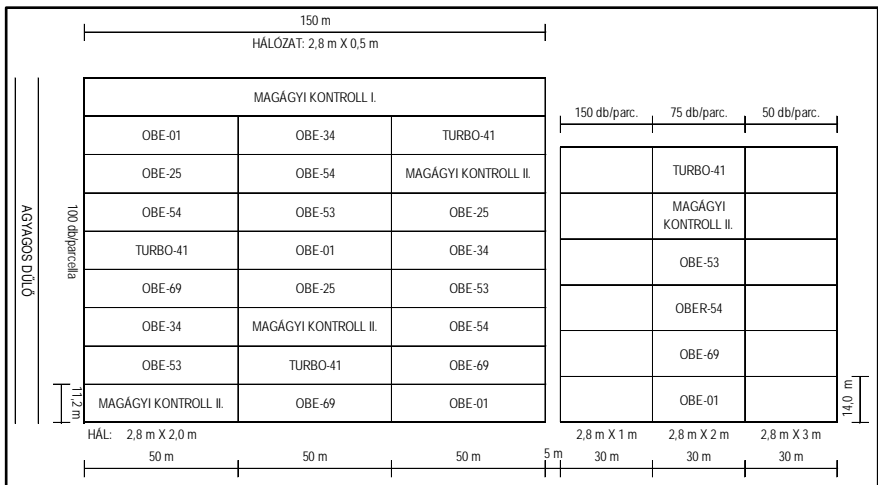 150 m
HÁLÓZAT: 2,8 m X 0,5 m
MAGÁGYI KONTROLL I.
150 db/parc. 75 db/parc. 50 db/parc.
OBE-01 OBE-34 TURBO-41
OBE-25 OBE-54 MAGÁGYI KONTROLL II.
TURBO-41
OBE-54 OBE-53 OBE-25
MAGÁGYI
KONTROLL II.
TURBO-41 OBE-01 OBE-34
OBE-53
OBE-69 OBE-25 OBE-53
OBER-54
OBE-34 MAGÁGYI KONTROLL II. OBE-54
OBE-69
OBE-53 TURBO-41 OBE-69
MAGÁGYI KONTROLL II. OBE-69 OBE-01
OBE-01
AGYAGOS DŰLŐ
100 db/parcella
11,2 m
14,0 m
HÁL: 2,8 m X 2,0 m
2,8 m X 1 m 2,8 m X 2 m 2,8 m X 3 m
50 m 50 m 50 m 5 m 30 m 30 m 30 m